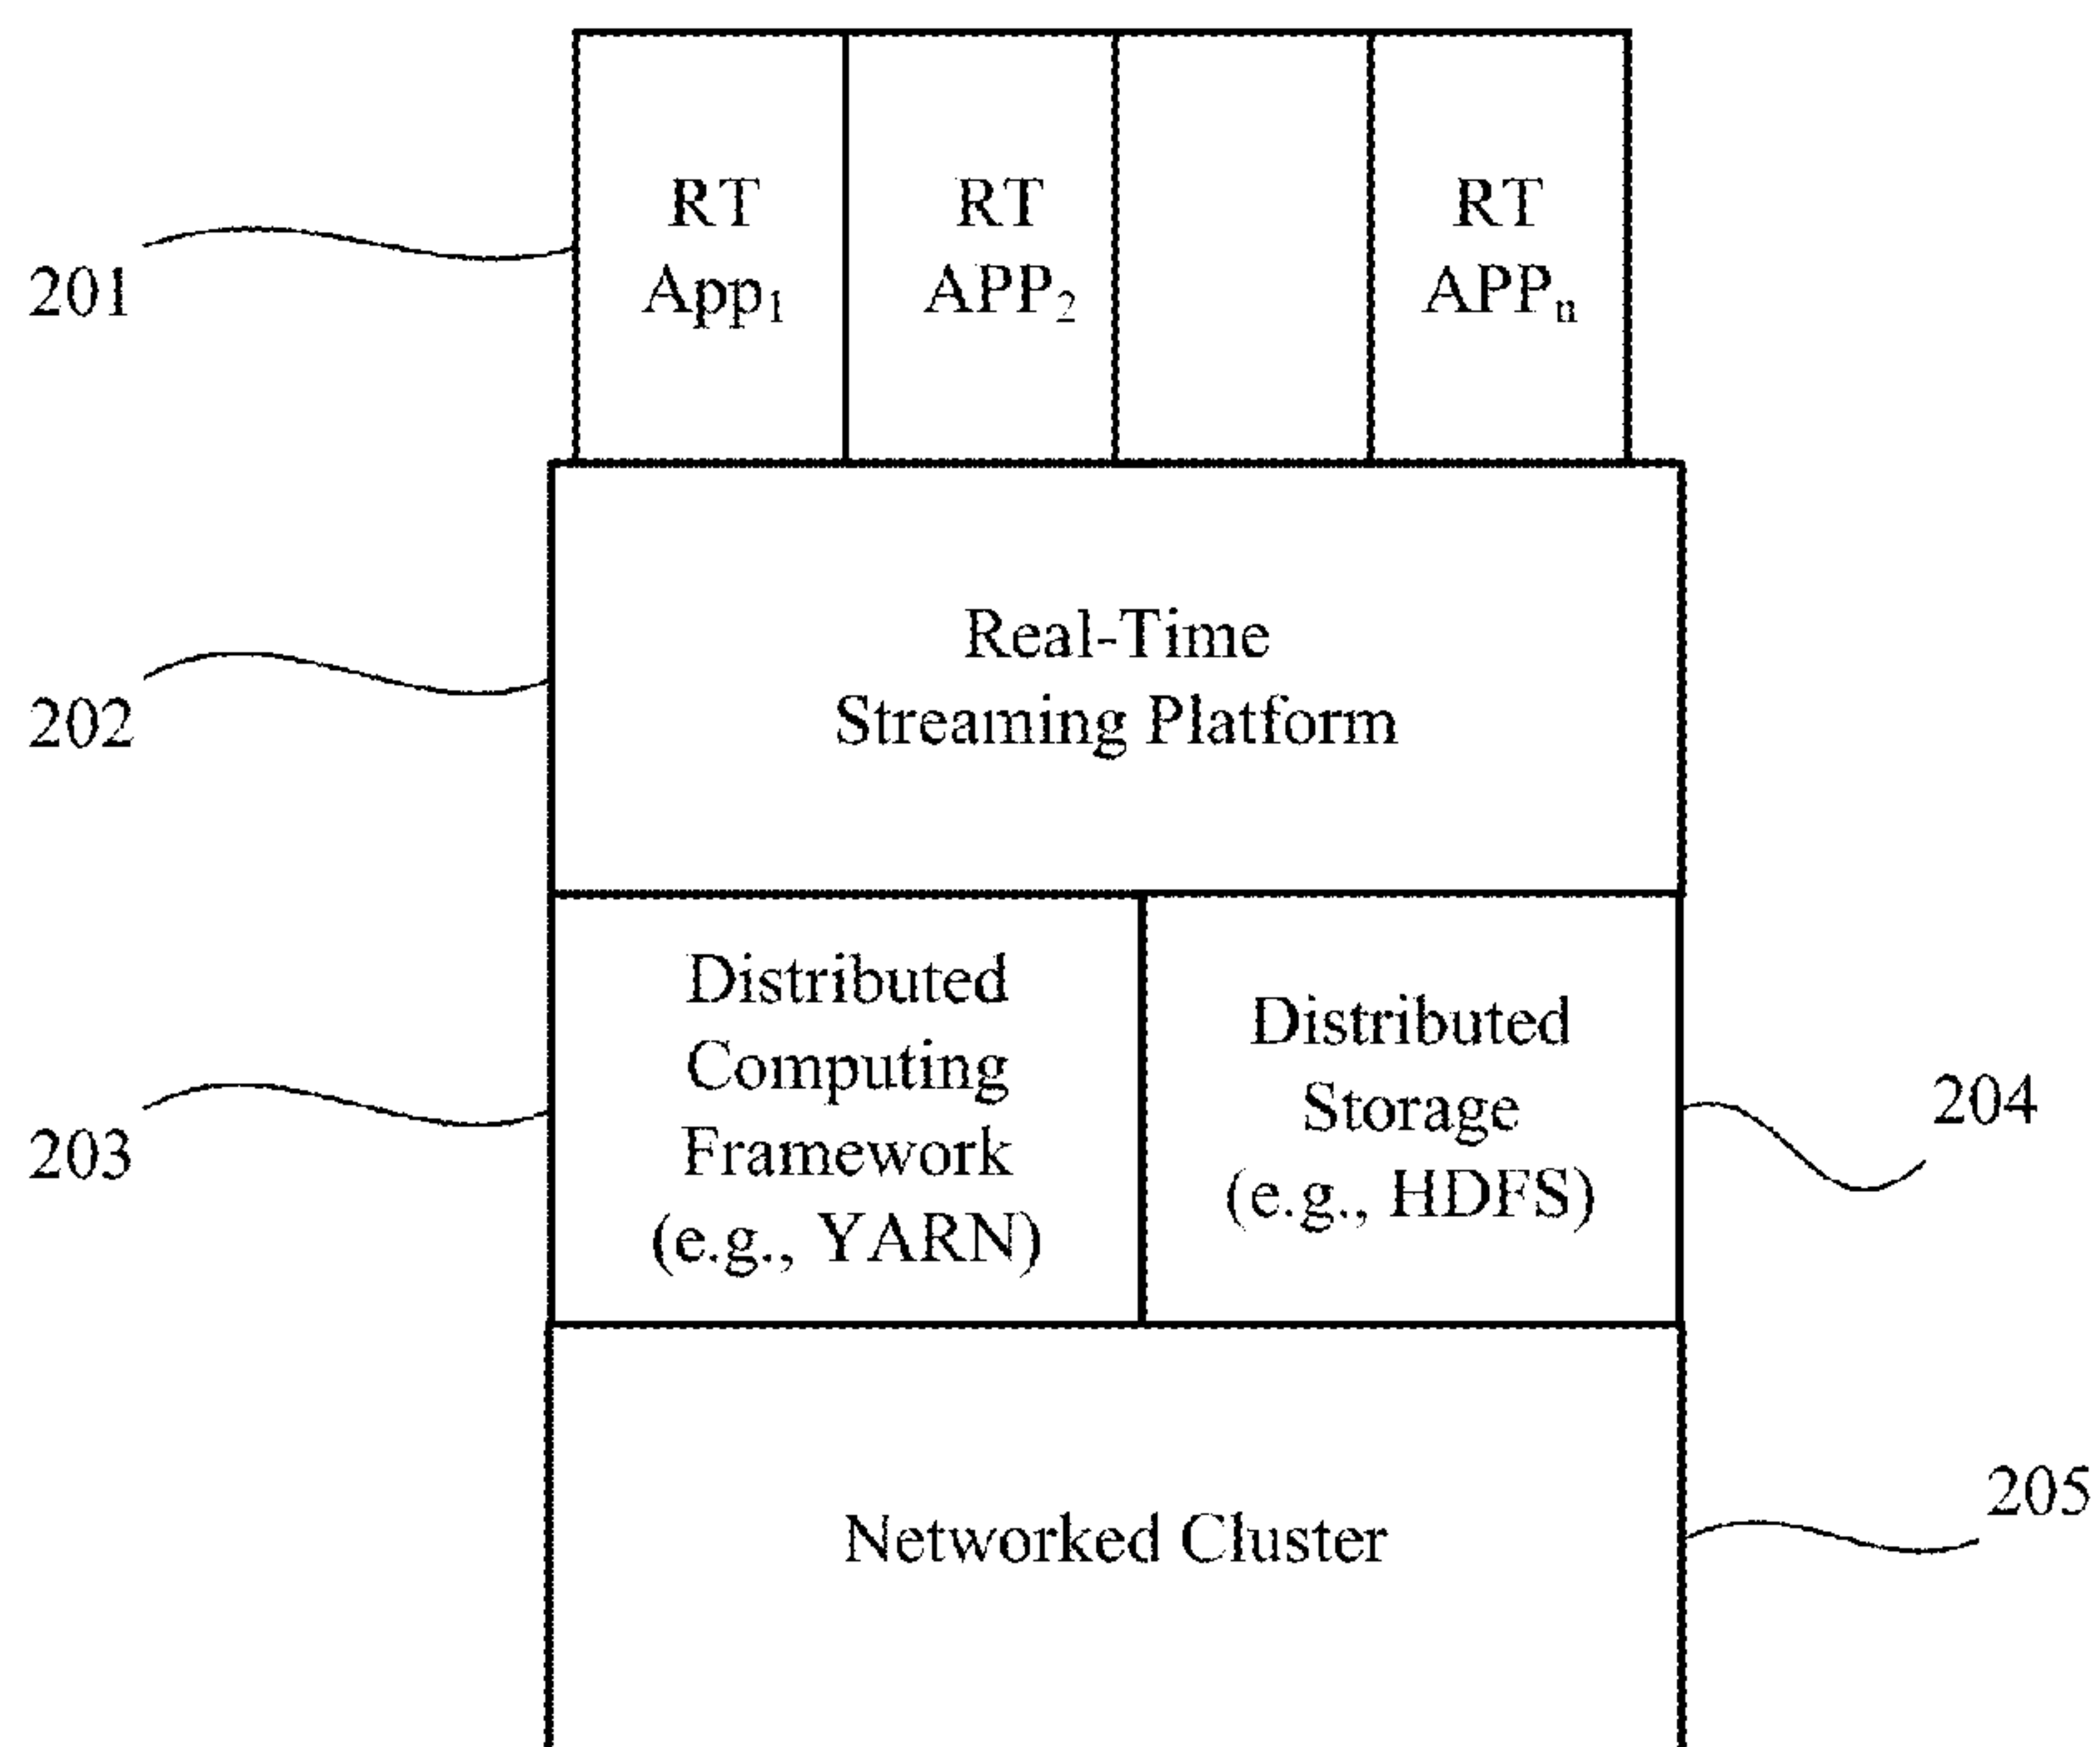 RT
App₁
RT
APP₂
RT
APPₙ
201
Real-Time
Streaming Platform
202
Distributed
Computing
Framework
(e.g., YARN)
203
Distributed
Storage
(e.g., HDFS)
204
Networked Cluster
205